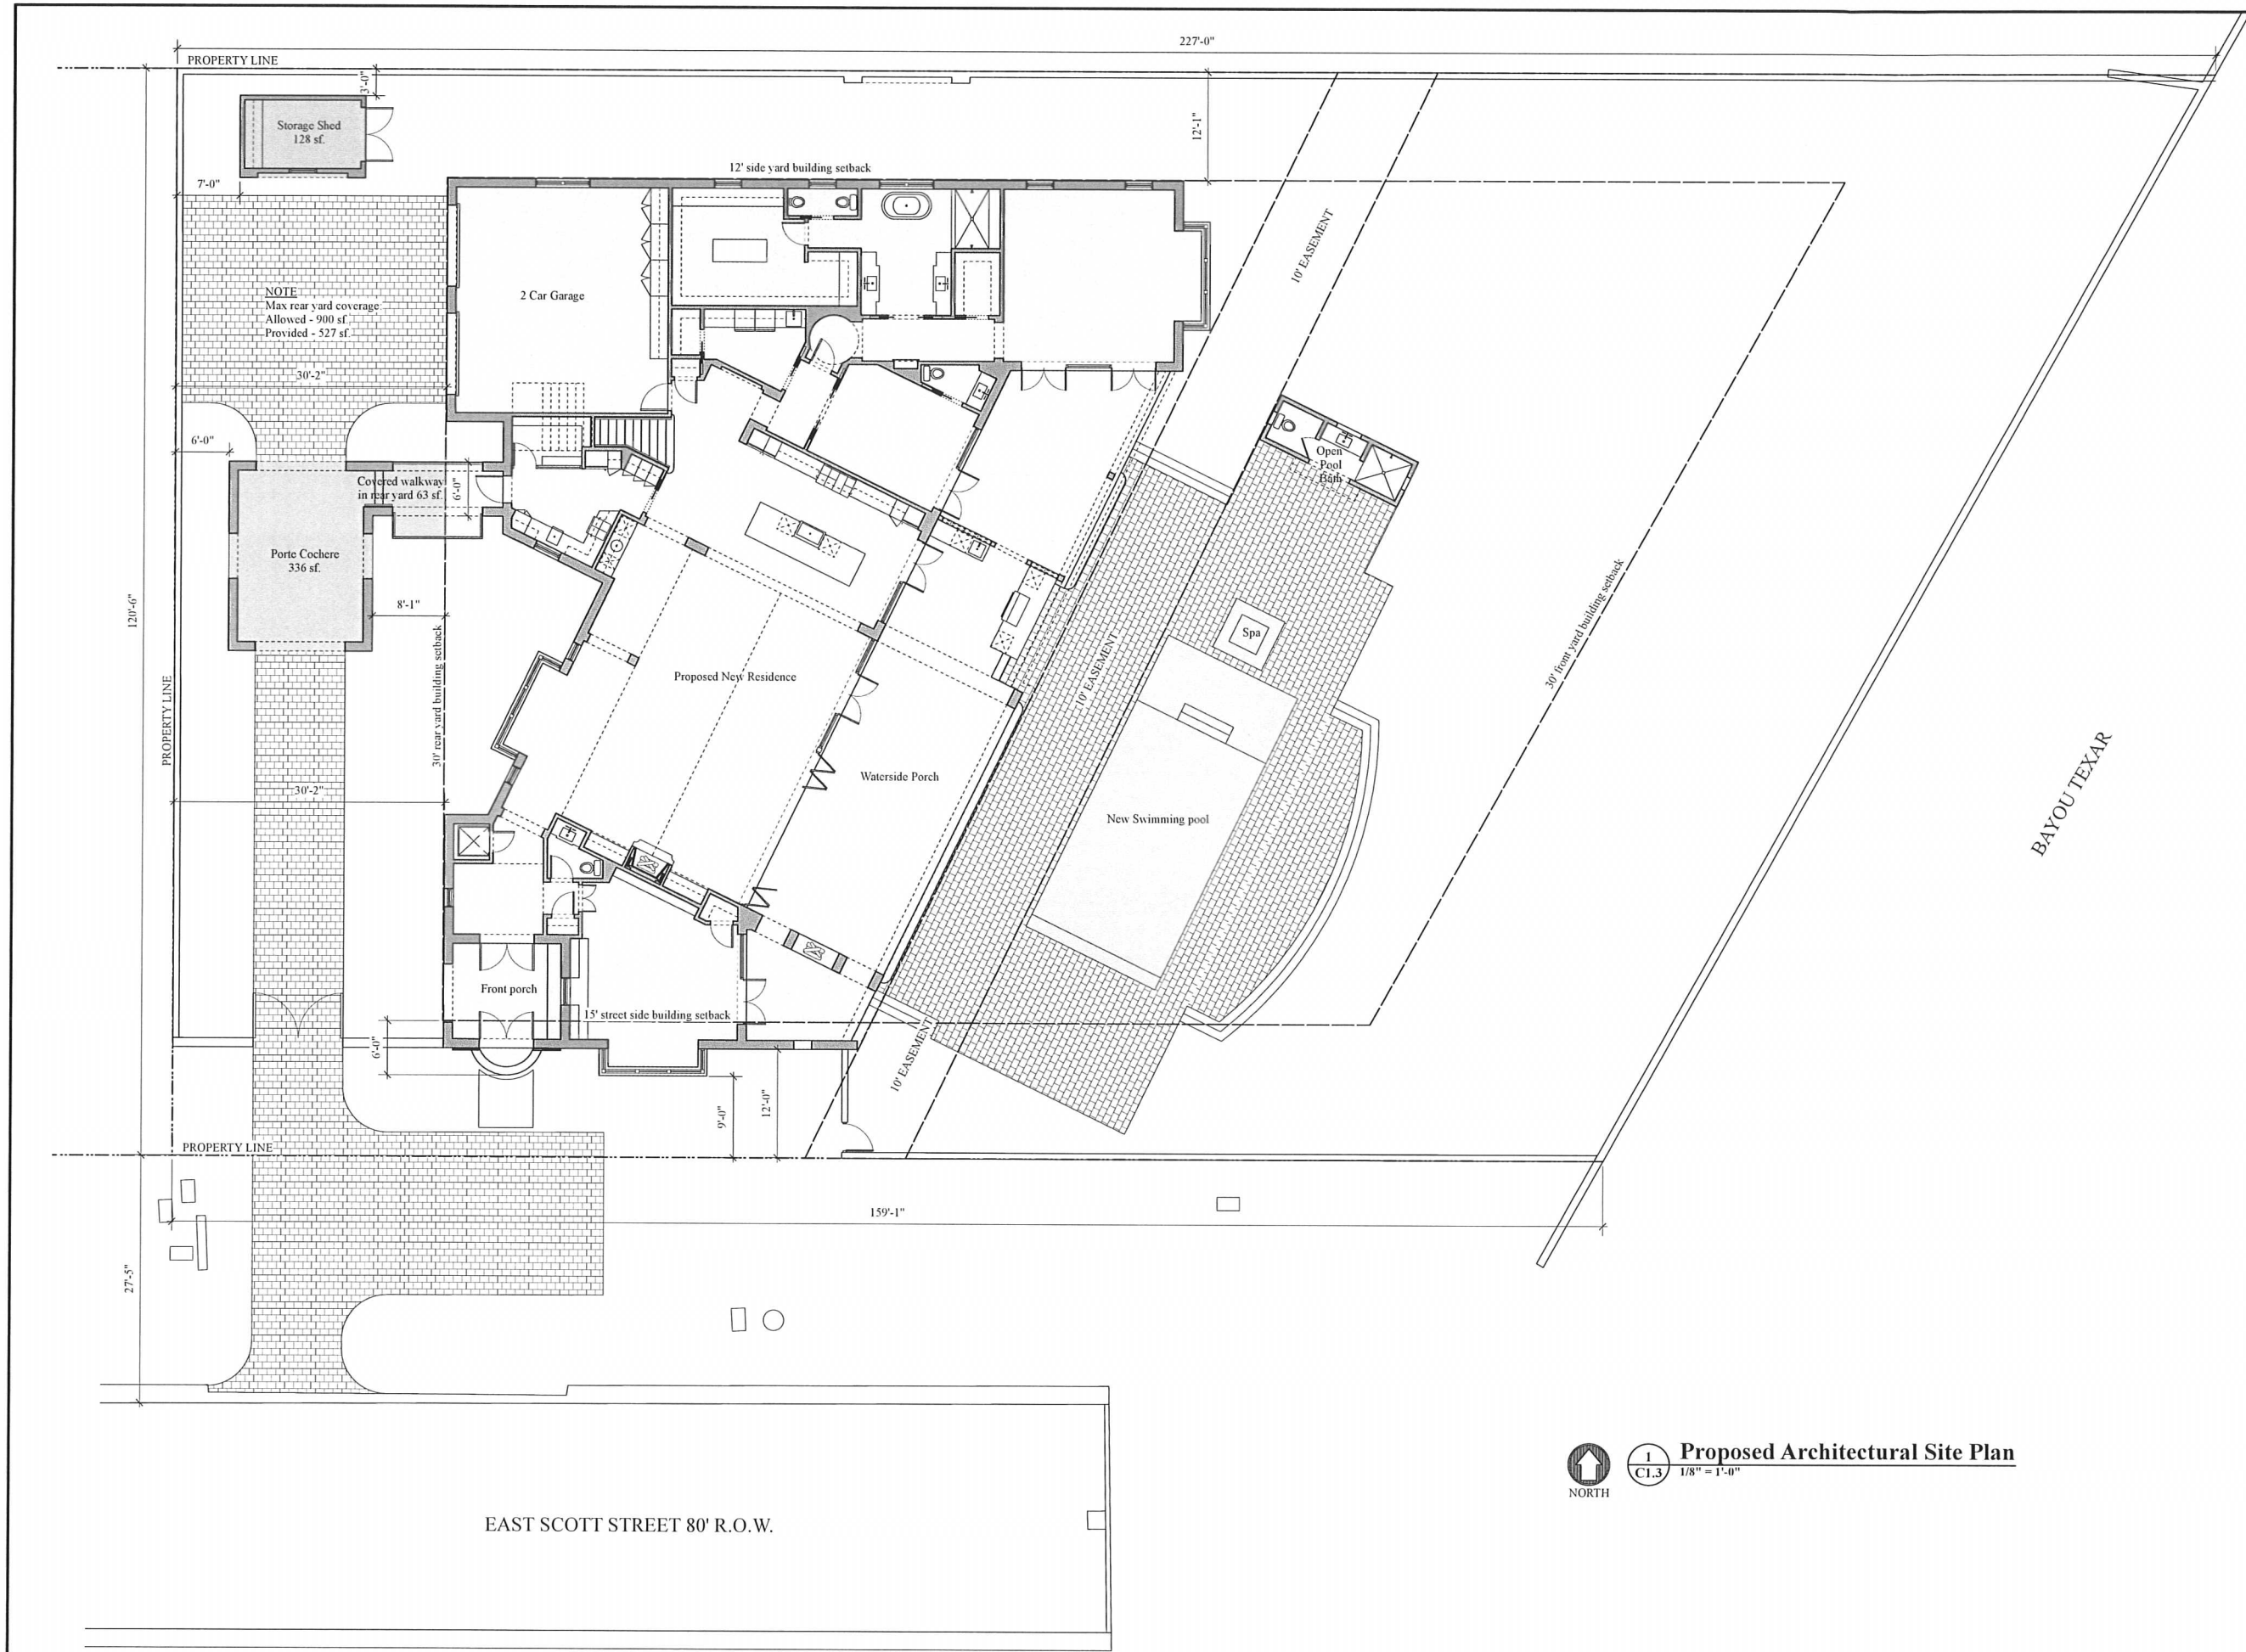 227'-0"
PROPERTY LINE
3'-0"
Storage Shed
128 sf.
12'-1"
12' side yard building setback
7'-0"
10' EASEMENT
2 Car Garage
NOTE
Max rear yard coverage
Allowed - 900 sf.
Provided - 527 sf.
30'-2"
6'-0"
Open
Pool
Bath
Covered walkway
in rear yard 63 sf.
6'-0"
Porte Cochere
336 sf.
120'-6"
8'-1"
30' rear yard building setback
30' front yard building setback
Spa
10' EASEMENT
Proposed New Residence
PROPERTY LINE
Waterside Porch
30'-2"
New Swimming pool
BAYOU TEXAR
Front porch
15' street side building setback
6'-0"
10' EASEMENT
9'-0"
12'-0"
PROPERTY LINE
159'-1"
27'-5"
1
C1.3
Proposed Architectural Site Plan
1/8" = 1'-0"
NORTH
EAST SCOTT STREET 80' R.O.W.